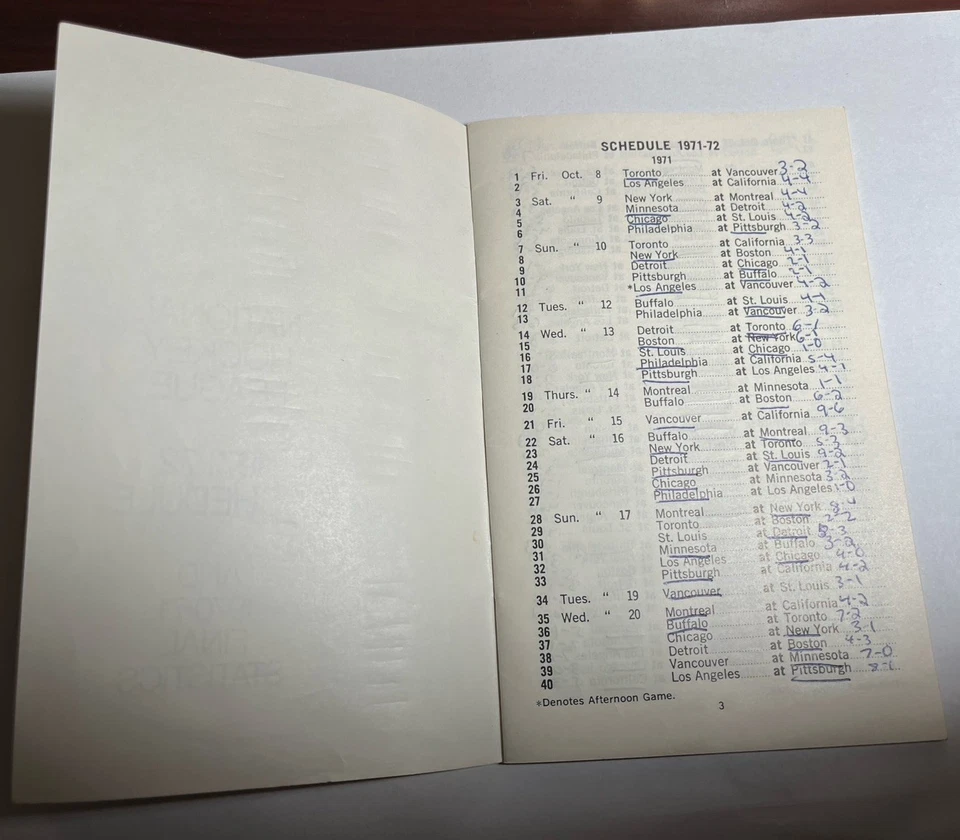 SCHEDULE 1971-72
1971
1 Fri. Oct. 8 Toronto at Vancouver 3-2
2 Los Angeles at California 4-4
3 Sat. " 9 New York at Montreal 4-4
4 Minnesota at Detroit 4-2
5 Chicago at St. Louis 4-2
6 Philadelphia at Pittsburgh 3-2
7 Sun. " 10 Toronto at California 3-3
8 New York at Boston 4-1
9 Detroit at Chicago 2-1
10 Pittsburgh at Buffalo 2-1
11 *Los Angeles at Vancouver 4-2
12 Tues. " 12 Buffalo at St. Louis 4-1
13 Philadelphia at Vancouver 3-2
14 Wed. " 13 Detroit at Toronto 6-1
15 Boston at New York 6-1
16 St. Louis at Chicago 1-0
17 Philadelphia at California 5-4
18 Pittsburgh at Los Angeles 4-1
19 Thurs. " 14 Montreal at Minnesota 1-1
20 Buffalo at Boston 6-2
21 Fri. " 15 Vancouver at California 9-6
22 Sat. " 16 Buffalo at Montreal 9-3
23 New York at Toronto 5-3
24 Detroit at St. Louis 9-2
25 Pittsburgh at Vancouver 2-1
26 Chicago at Minnesota 3-2
27 Philadelphia at Los Angeles 1-0
28 Sun. " 17 Montreal at New York 8-4
29 Toronto at Boston 2-2
30 St. Louis at Detroit 5-3
31 Minnesota at Buffalo 3-2
32 Los Angeles at Chicago 4-0
33 Pittsburgh at California 4-2
34 Tues. " 19 Vancouver at St. Louis 3-1
35 Wed. " 20 Montreal at California 4-2
36 Buffalo at Toronto 7-2
37 Chicago at New York 3-1
38 Detroit at Boston 4-3
39 Vancouver at Minnesota 7-0
40 Los Angeles at Pittsburgh
*Denotes Afternoon Game.
3